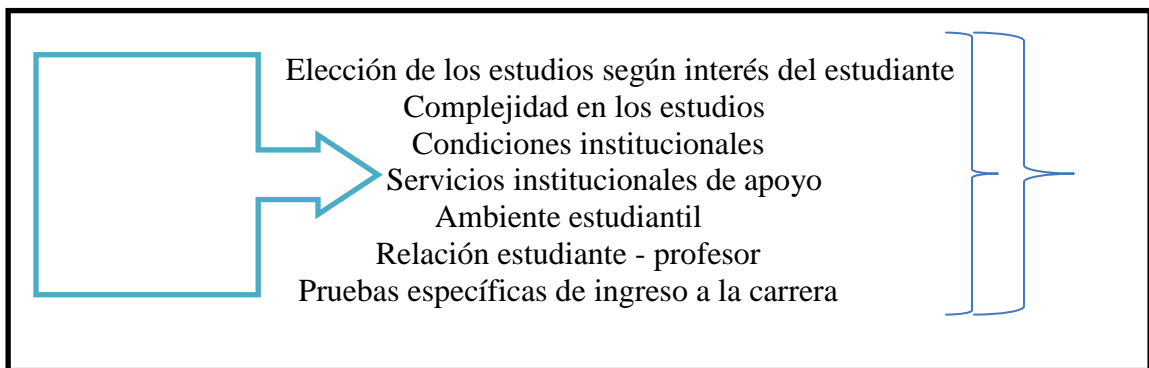 Elección de los estudios según interés del estudiante
Complejidad en los estudios
Condiciones institucionales
Servicios institucionales de apoyo
Ambiente estudiantil
Relación estudiante - profesor
Pruebas específicas de ingreso a la carrera